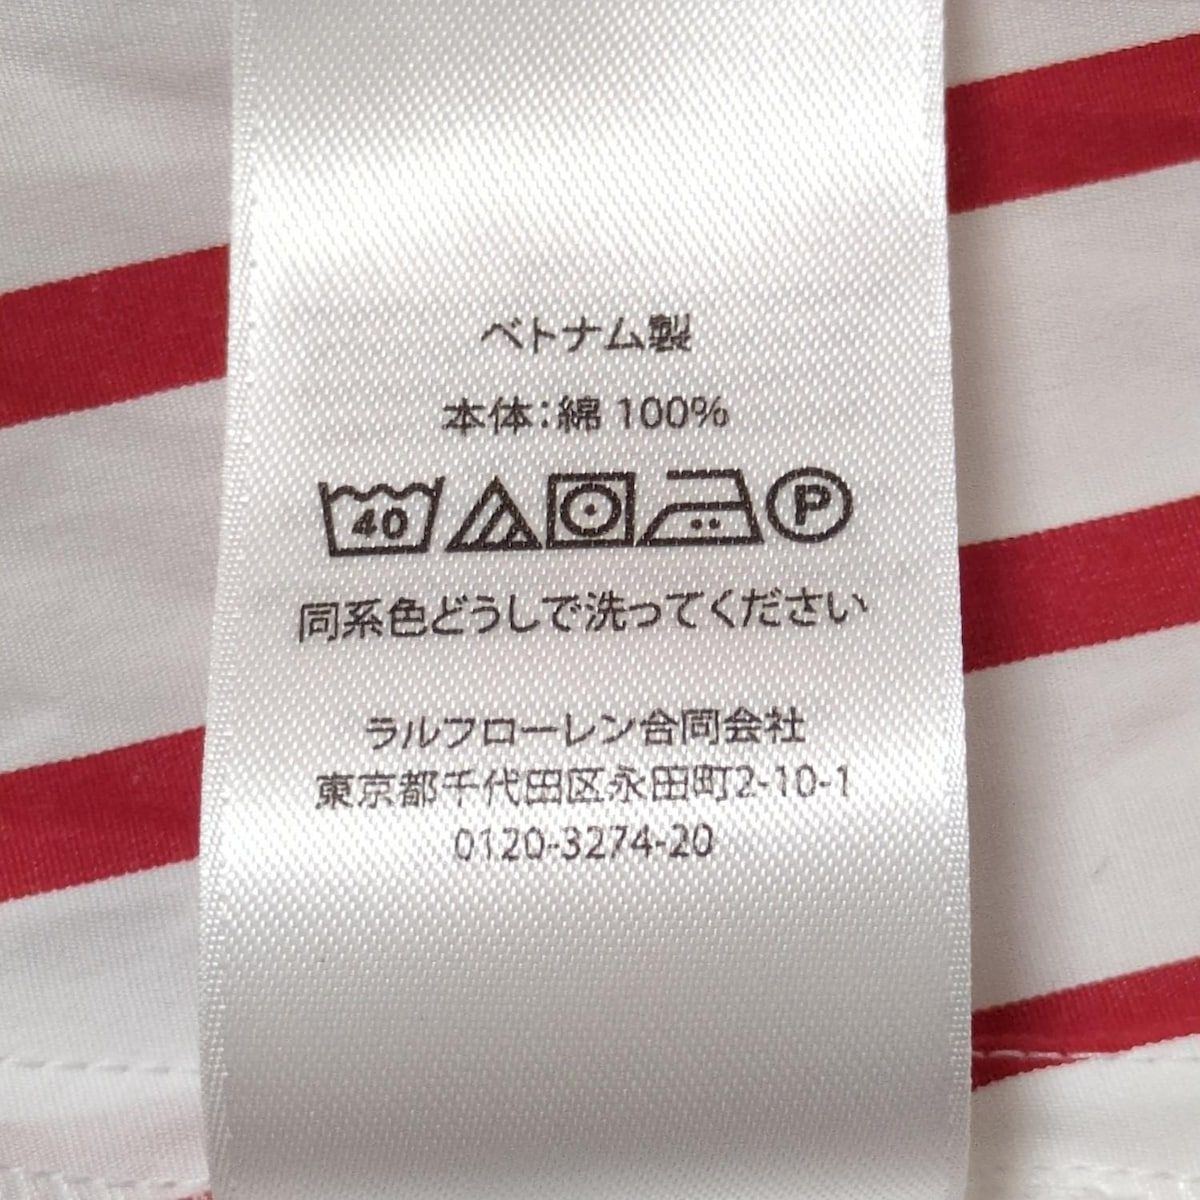 ベトナム製
本体:綿 100%
40 P
同系色どうしで洗ってください
ラルフローレン合同会社
東京都千代田区永田町2-10-1
0120-3274-20